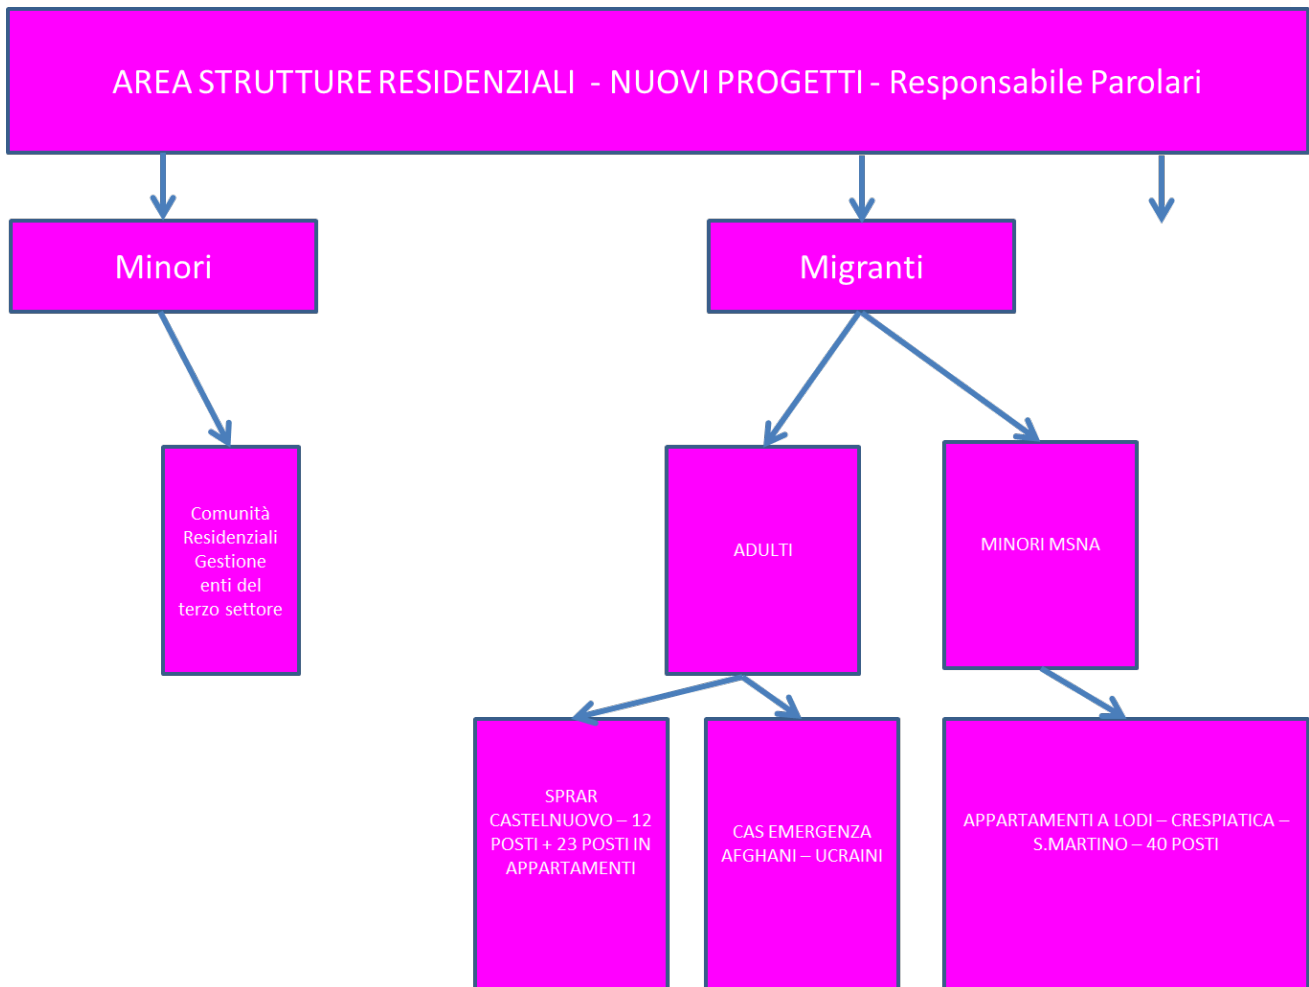 AREA STRUTTURE RESIDENZIALI - NUOVI PROGETTI - Responsabile Parolari
Minori
Migranti
Comunità
Residenziali
Gestione
enti del
terzo settore
ADULTI
MINORI MSNA
SPRAR
CASTELNUOVO – 12
POSTI + 23 POSTI IN
APPARTAMENTI
CAS EMERGENZA
AFGHANI – UCRAINI
APPARTAMENTI A LODI – CRESPIATICA –
S.MARTINO – 40 POSTI